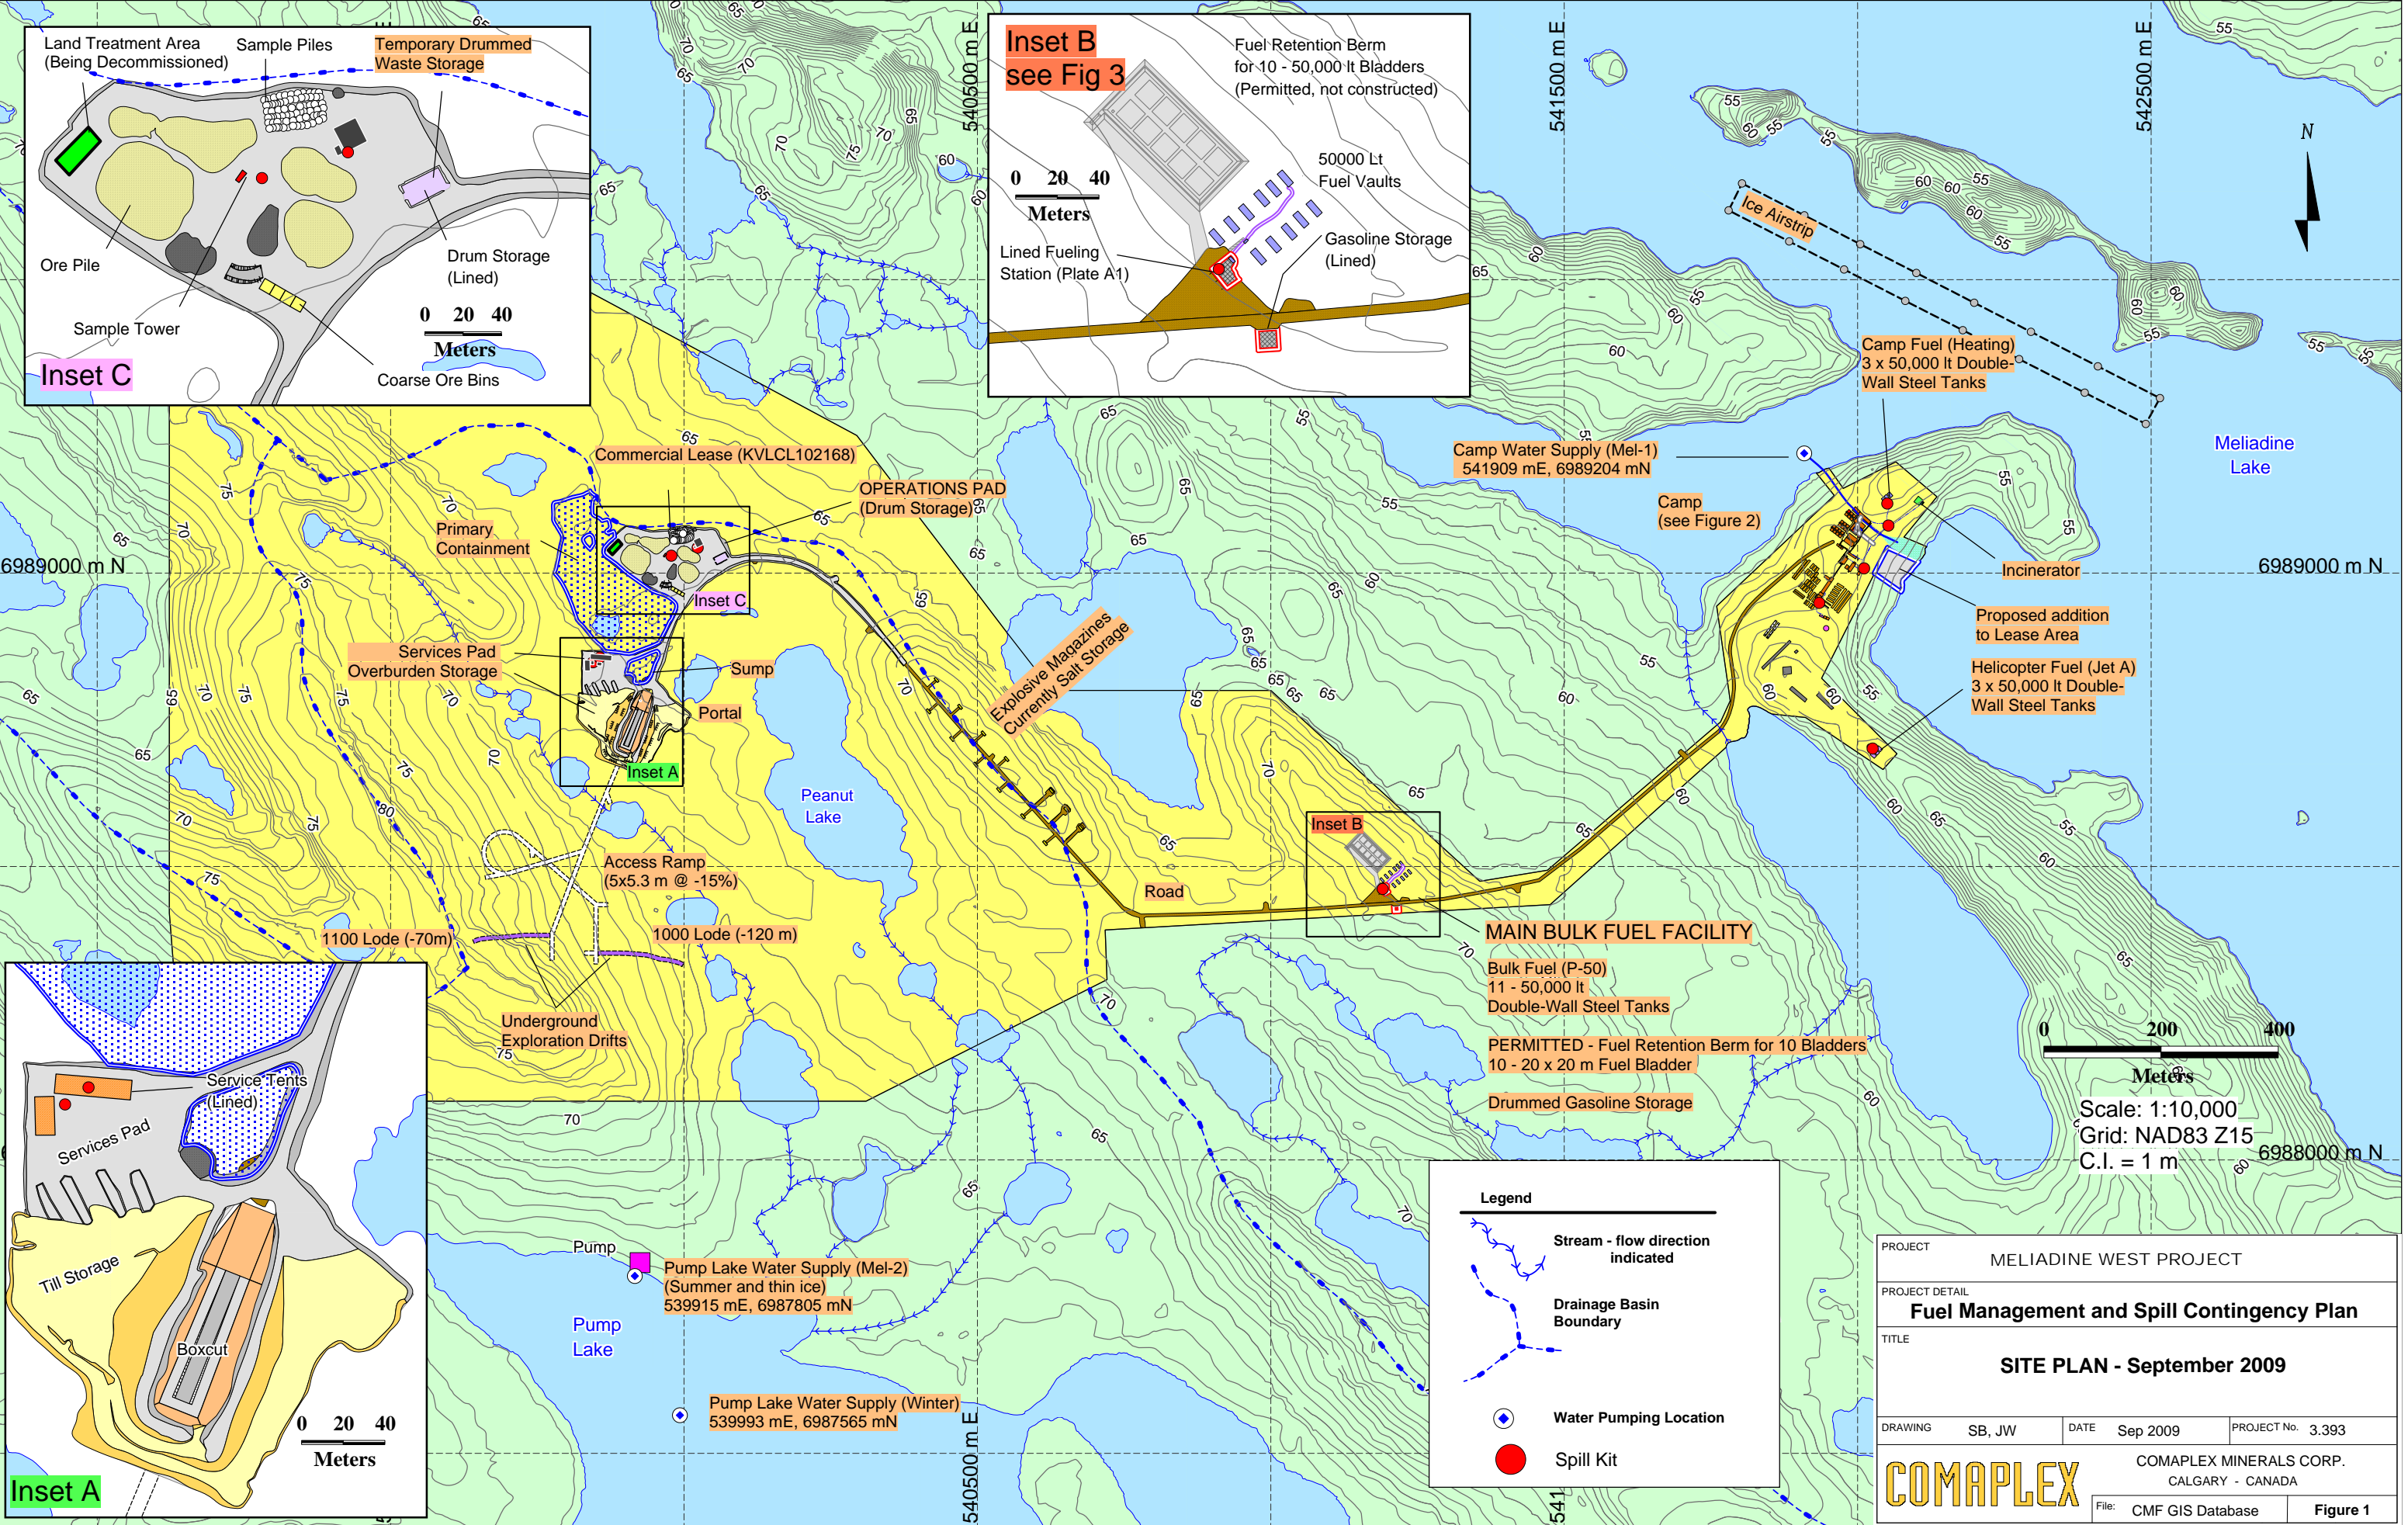 Land Treatment Area
(Being Decommissioned)
Sample Piles
Temporary Drummed
Waste Storage
Ore Pile
Drum Storage
(Lined)
Sample Tower
0 20 40
Meters
Coarse Ore Bins
Inset C
Inset B
see Fig 3
Fuel Retention Berm
for 10 - 50,000 lt Bladders
(Permitted, not constructed)
0 20 40
Meters
50000 Lt
Fuel Vaults
Lined Fueling
Station (Plate A1)
Gasoline Storage
(Lined)
540500 m E
541500 m E
542500 m E
N
Ice Airstrip
Camp Fuel (Heating)
3 x 50,000 lt Double-
Wall Steel Tanks
Meliadine
Lake
Camp Water Supply (Mel-1)
541909 mE, 6989204 mN
Camp
(see Figure 2)
Commercial Lease (KVLCL102168)
OPERATIONS PAD
(Drum Storage)
Primary
Containment
6989000 m N
6989000 m N
Inset C
Incinerator
Proposed addition
to Lease Area
Helicopter Fuel (Jet A)
3 x 50,000 lt Double-
Wall Steel Tanks
Services Pad
Overburden Storage
Sump
Portal
Inset A
Explosive Magazines
Currently Salt Storage
Peanut
Lake
Inset B
Access Ramp
(5x5.3 m @ -15%)
Road
1100 Lode (-70m)
1000 Lode (-120 m)
MAIN BULK FUEL FACILITY
Bulk Fuel (P-50)
11 - 50,000 lt
Double-Wall Steel Tanks
Underground
Exploration Drifts
PERMITTED - Fuel Retention Berm for 10 Bladders
10 - 20 x 20 m Fuel Bladder
Drummed Gasoline Storage
0 200 400
Meters
Scale: 1:10,000
Grid: NAD83 Z15
C.I. = 1 m
6988000 m N
Service Tents
(Lined)
Services Pad
Till Storage
Boxcut
0 20 40
Meters
Inset A
Pump
Pump Lake Water Supply (Mel-2)
(Summer and thin ice)
539915 mE, 6987805 mN
Pump
Lake
Pump Lake Water Supply (Winter)
539993 mE, 6987565 mN
540500 m E
Legend
Stream - flow direction
indicated
Drainage Basin
Boundary
Water Pumping Location
Spill Kit
PROJECT
MELIADINE WEST PROJECT
PROJECT DETAIL
Fuel Management and Spill Contingency Plan
TITLE
SITE PLAN - September 2009
DRAWING SB, JW DATE Sep 2009 PROJECT No. 3.393
COMAPLEX
COMAPLEX MINERALS CORP.
CALGARY - CANADA
File: CMF GIS Database Figure 1